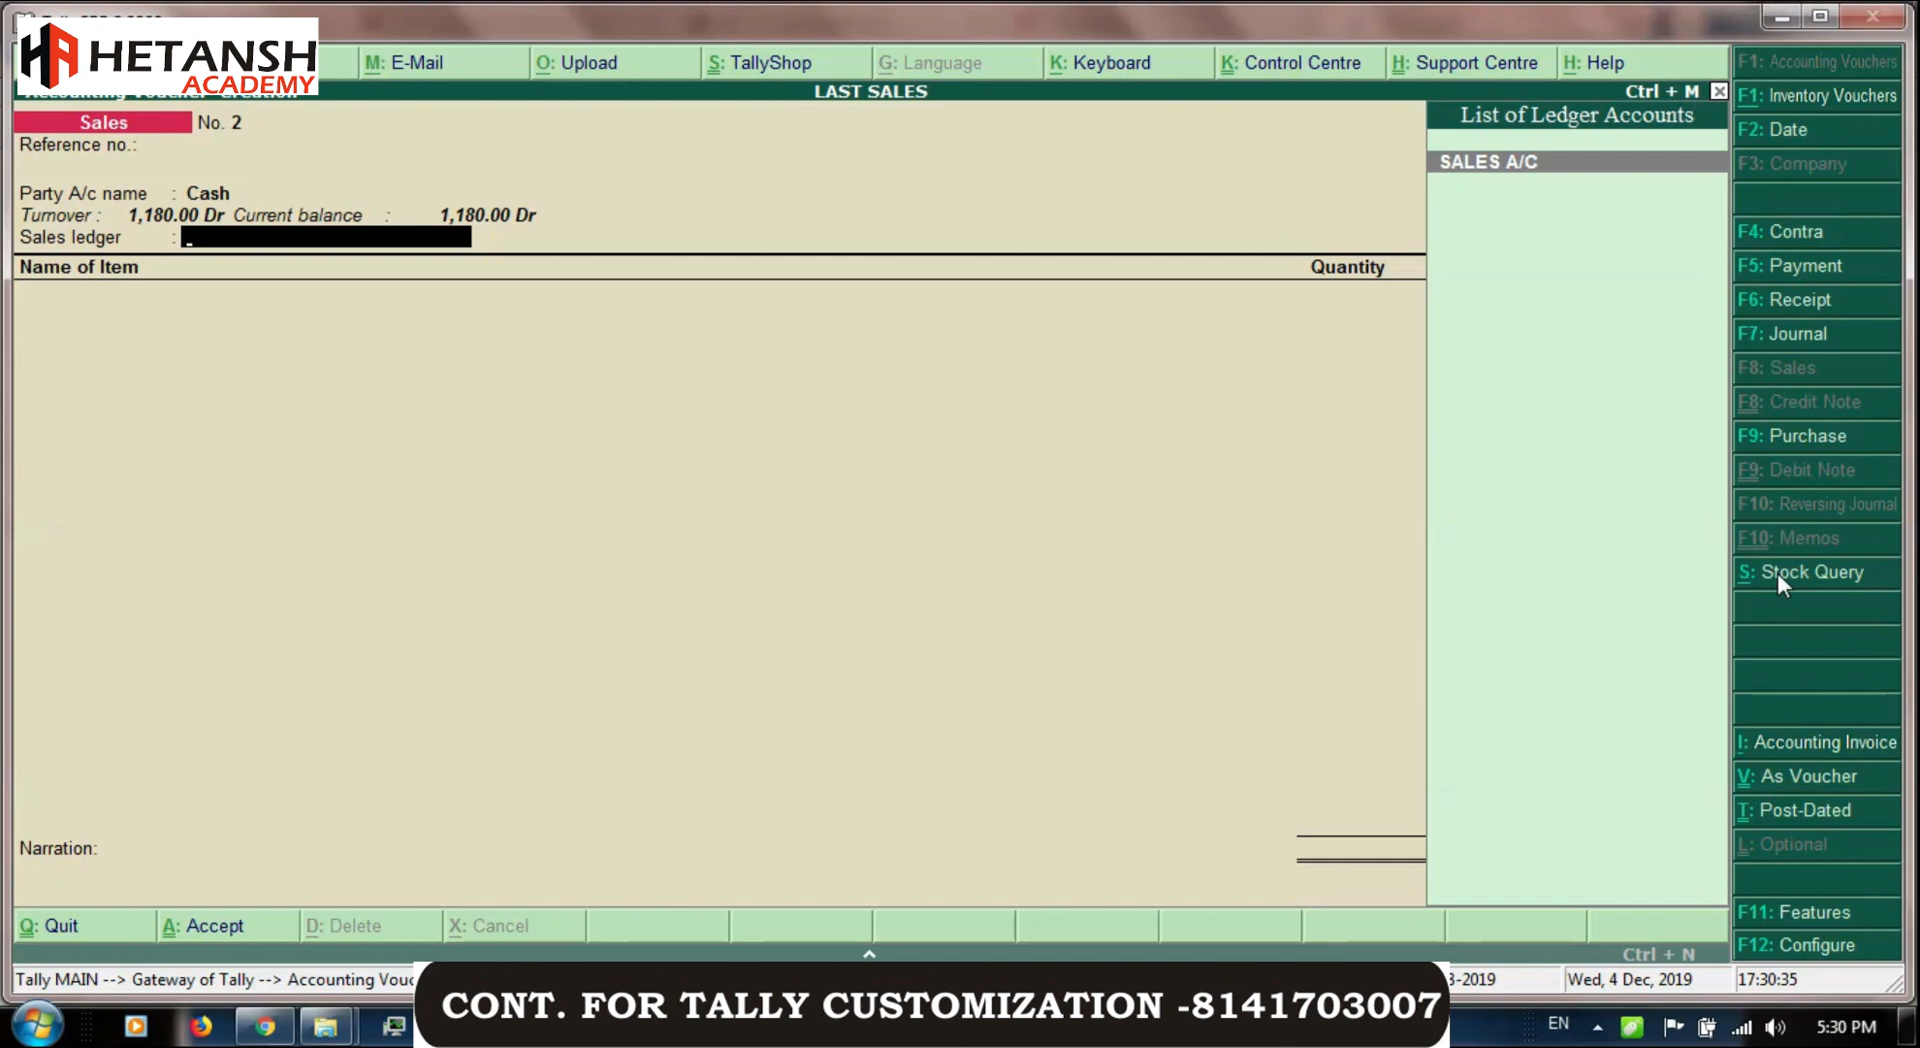 HETANSH
ACADEMY
M: E-Mail
O: Upload
S: TallyShop
G: Language
K: Keyboard
K: Control Centre
H: Support Centre
H: Help
LAST SALES
Ctrl + M
Sales No. 2
Reference no.:
Party A/c name : Cash
Turnover : 1,180.00 Dr Current balance : 1,180.00 Dr
Sales ledger :
Name of Item Quantity
Narration:
List of Ledger Accounts
SALES A/C
F1: Accounting Vouchers
F1: Inventory Vouchers
F2: Date
F3: Company
F4: Contra
F5: Payment
F6: Receipt
F7: Journal
F8: Sales
F8: Credit Note
F9: Purchase
F9: Debit Note
F10: Reversing Journal
F10: Memos
S: Stock Query
I: Accounting Invoice
V: As Voucher
T: Post-Dated
L: Optional
F11: Features
F12: Configure
Q: Quit
A: Accept
D: Delete
X: Cancel
Ctrl + N
Tally MAIN --> Gateway of Tally --> Accounting Vouc
-2019
Wed, 4 Dec, 2019
17:30:35
CONT. FOR TALLY CUSTOMIZATION -8141703007
EN
5:30 PM